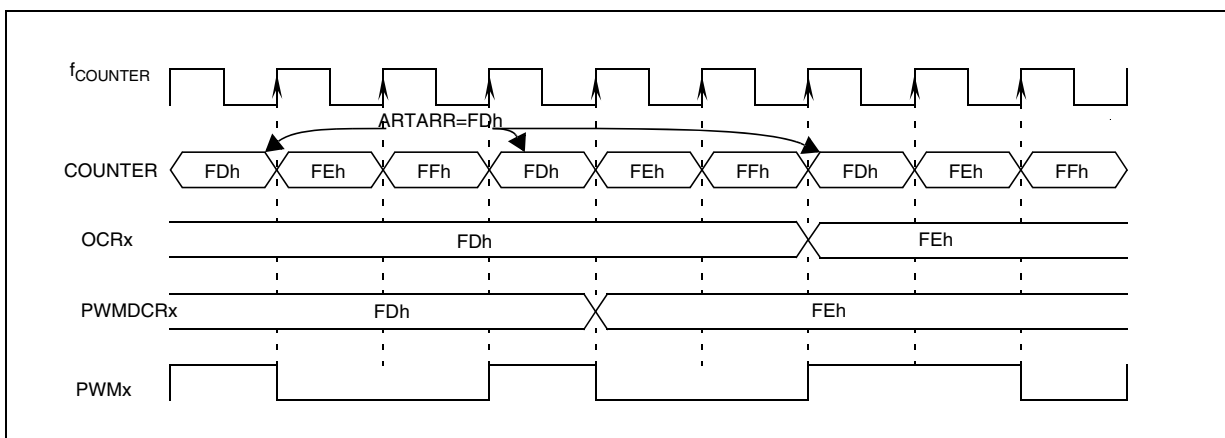 fCOUNTER
ARTARR=FDh
COUNTER FDh FEh FFh FDh FEh FFh FDh FEh FFh
OCRx FDh FEh
PWMDCRx FDh FEh
PWMx